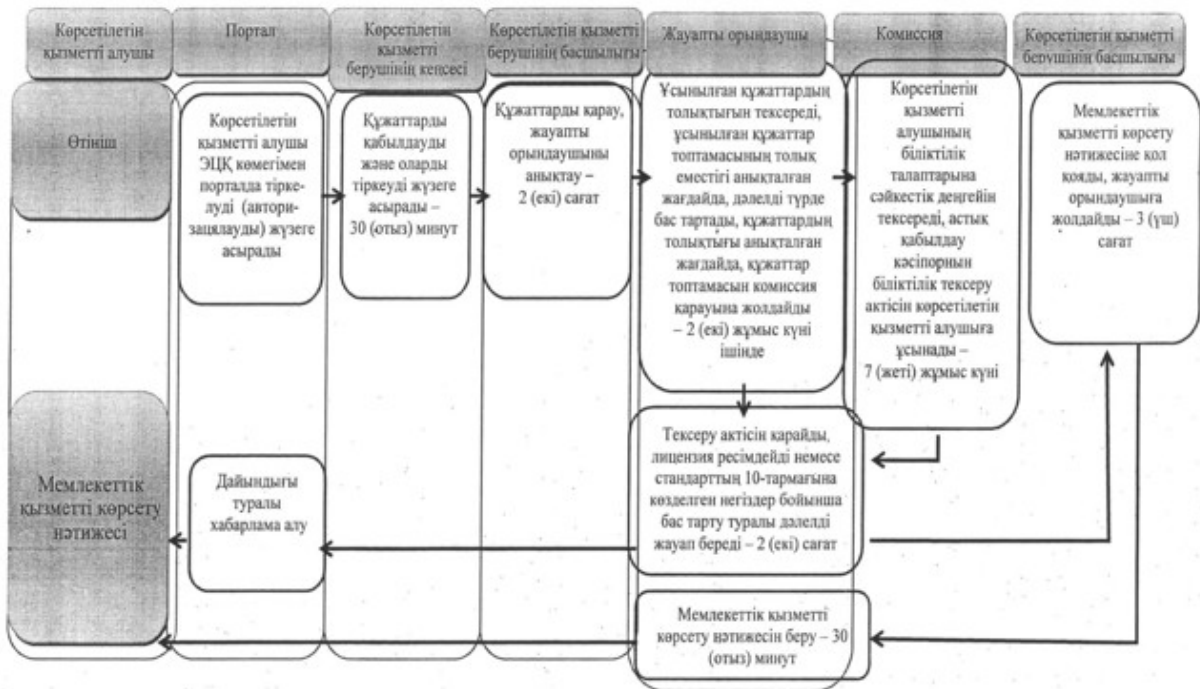 Көрсетілетін
қызметті алушы
Портал
Көрсетілетін
қызметті
берушінің кеңсесі
Көрсетілетін қызметті
берушінің басшылығы
Жауапты орындаушы
Комиссия
Көрсетілетін қызметті
берушінің басшылығы
Өтініш
Көрсетілетін
қызметті алушы
ЭЦҚ көмегімен
порталда тірке-
луді (автори-
зацялауды) жүзеге
асырады
Құжаттарды
қабылдауды
және оларды
тіркеуді жүзеге
асырады –
30 (отыз) минут
Құжаттарды қарау,
жауапты
орындаушыны
анықтау –
2 (екі) сағат
Ұсынылған құжаттардың
толықтығын тексереді,
ұсынылған құжаттар
топтамасының толық
еместігі анықталған
жағдайда, дәлелді түрде
бас тартады, құжаттардың
толықтығы анықталған
жағдайда, құжаттар
топтамасын комиссия
қарауына жолдайды
– 2 (екі) жұмыс күні
ішінде
Көрсетілетін
қызметті
алушының
біліктілік
талаптарына
сәйкестік деңгейін
тексереді, астық
қабылдау
кәсіпорнын
біліктілік тексеру
актісін көрсетілетін
қызметті алушыға
ұсынады –
7 (жеті) жұмыс күні
Мемлекеттік
қызметті көрсету
нәтижесіне қол
қояды, жауапты
орындаушыға
жолдайды – 3 (үш)
сағат
Мемлекеттік
қызметті көрсету
нәтижесі
Дайындығы
туралы
хабарлама алу
Тексеру актісін қарайды,
лицензия ресімдейді немесе
стандарттың 10-тармағына
көзделген негіздер бойынша
бас тарту туралы дәлелді
жауап береді – 2 (екі) сағат
Мемлекеттік қызметті
көрсету нәтижесін беру – 30
(отыз) минут